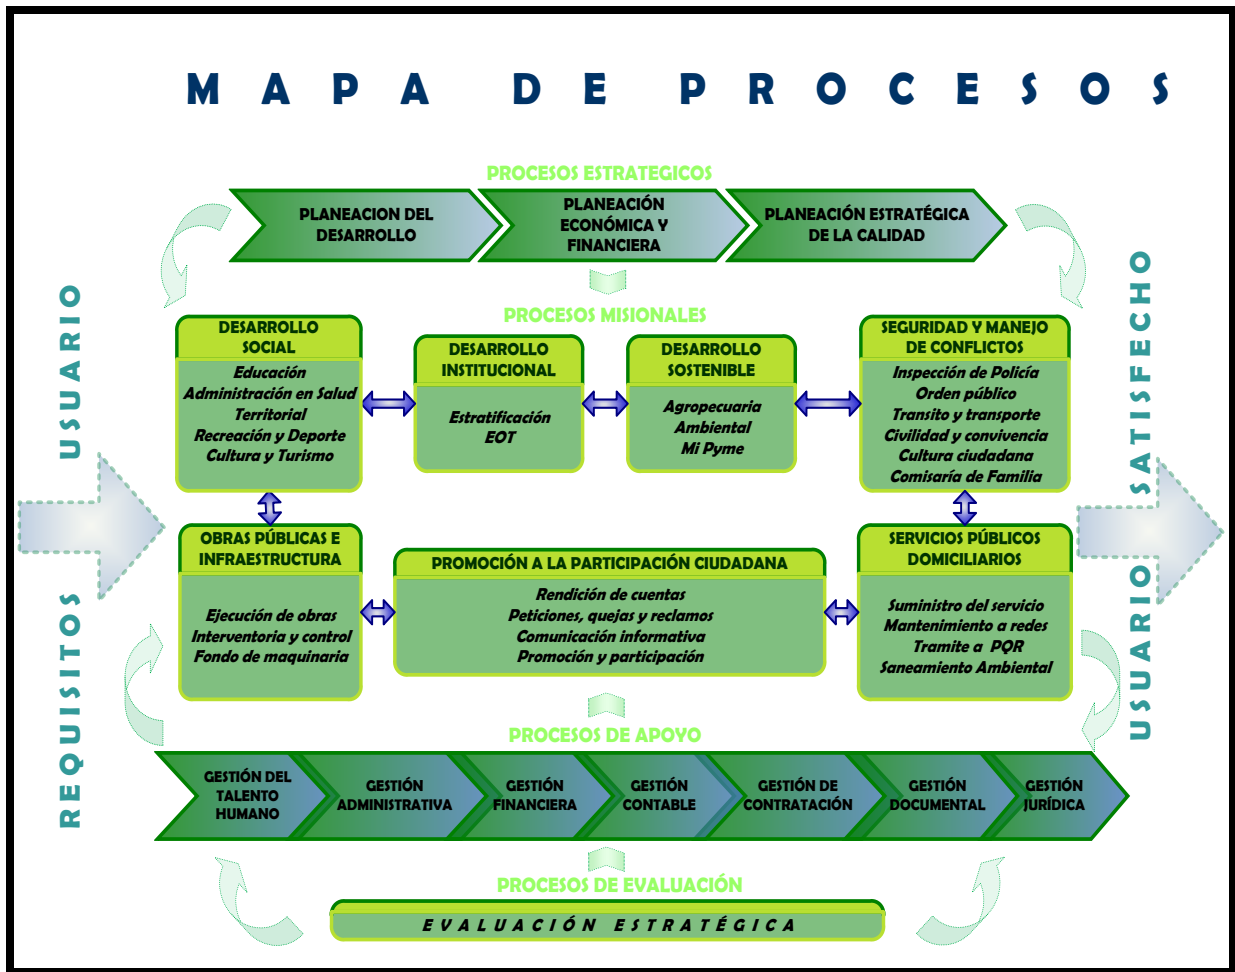 MAPA DE PROCESOS
PROCESOS ESTRATEGICOS
PLANEACION DEL
DESARROLLO
PLANEACIÓN
ECONÓMICA Y
FINANCIERA
PLANEACIÓN ESTRATÉGICA
DE LA CALIDAD
REQUISITOS USUARIO
USUARIO SATISFECHO
PROCESOS MISIONALES
DESARROLLO
SOCIAL
Educación
Administración en Salud
Territorial
Recreación y Deporte
Cultura y Turismo
DESARROLLO
INSTITUCIONAL
Estratificación
EOT
DESARROLLO
SOSTENIBLE
Agropecuaria
Ambiental
Mi Pyme
SEGURIDAD Y MANEJO
DE CONFLICTOS
Inspección de Policía
Orden público
Transito y transporte
Civilidad y convivencia
Cultura ciudadana
Comisaría de Familia
OBRAS PÚBLICAS E
INFRAESTRUCTURA
Ejecución de obras
Interventoria y control
Fondo de maquinaria
PROMOCIÓN A LA PARTICIPACIÓN CIUDADANA
Rendición de cuentas
Peticiones, quejas y reclamos
Comunicación informativa
Promoción y participación
SERVICIOS PÚBLICOS
DOMICILIARIOS
Suministro del servicio
Mantenimiento a redes
Tramite a PQR
Saneamiento Ambiental
PROCESOS DE APOYO
GESTIÓN DEL
TALENTO
HUMANO
GESTIÓN
ADMINISTRATIVA
GESTIÓN
FINANCIERA
GESTIÓN
CONTABLE
GESTIÓN DE
CONTRATACIÓN
GESTIÓN
DOCUMENTAL
GESTIÓN
JURÍDICA
PROCESOS DE EVALUACIÓN
EVALUACIÓN ESTRATÉGICA